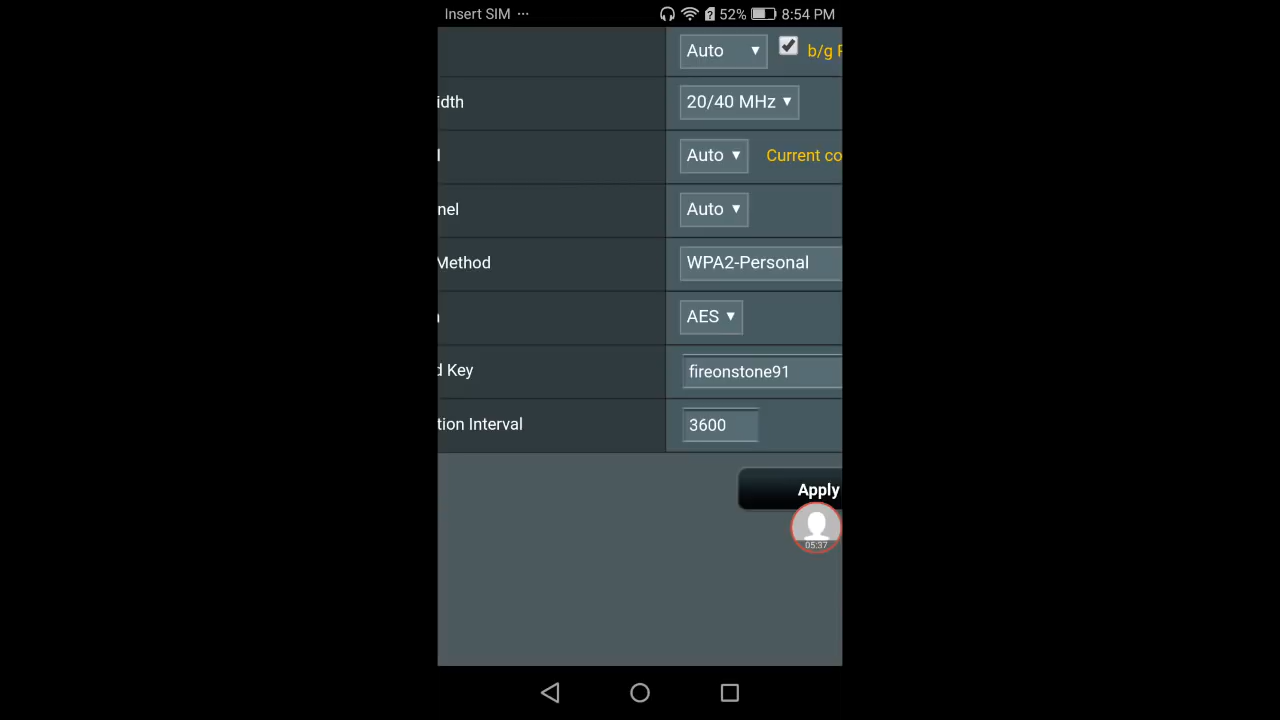 Insert SIM ···
52% 8:54 PM
Auto b/g
idth 20/40 MHz
Auto Current co
nel Auto
Method WPA2-Personal
AES
d Key fireonstone91
tion Interval 3600
Apply
05:37